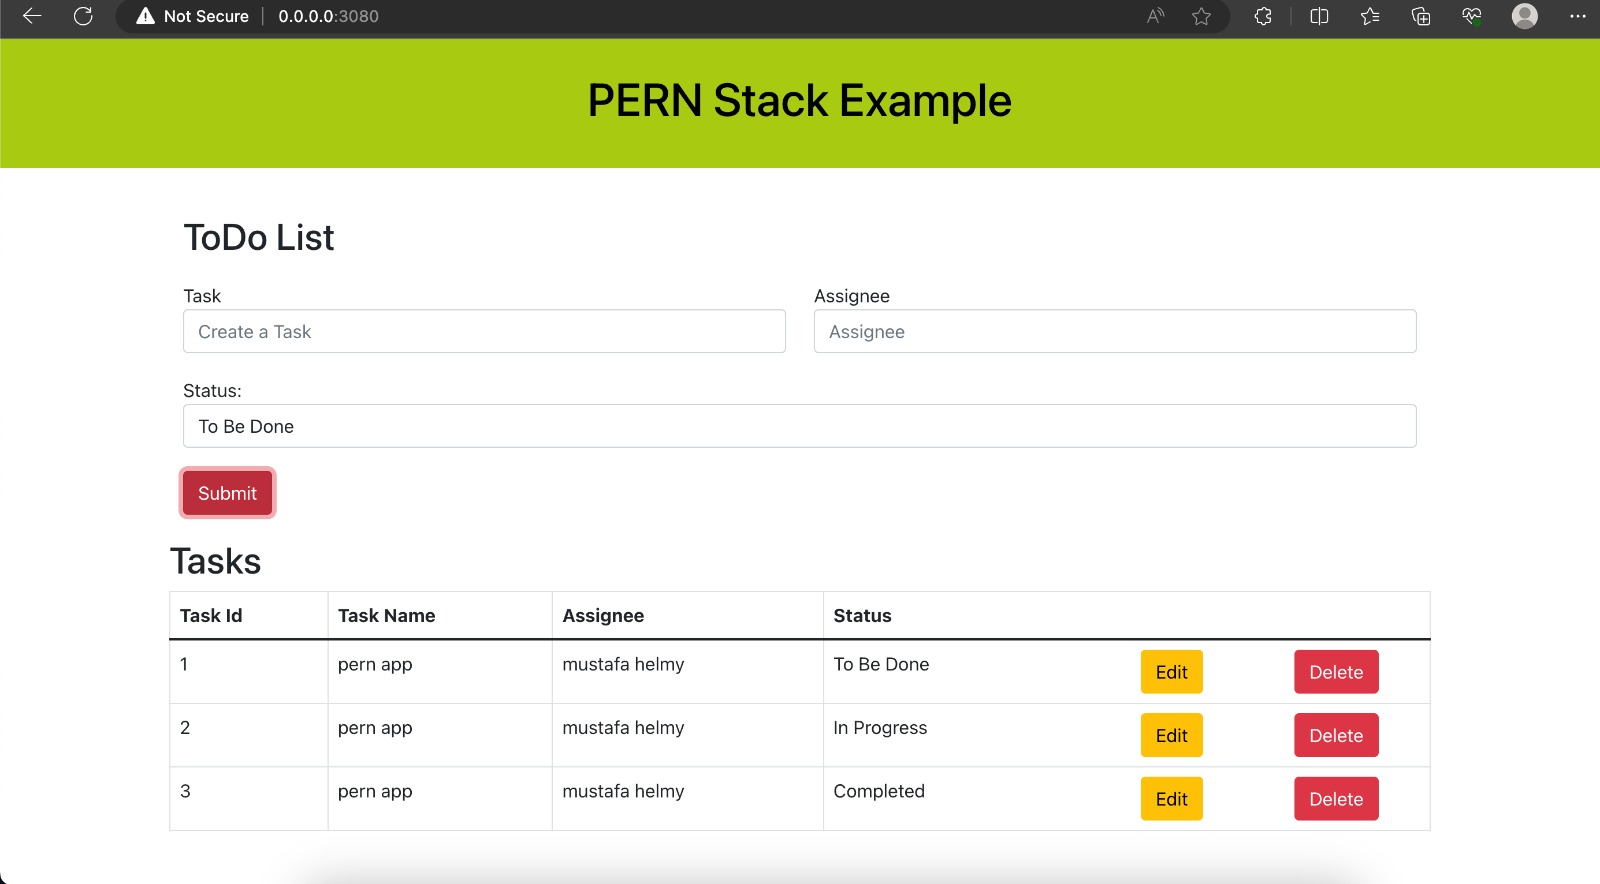 Not Secure 0.0.0.0:3080
PERN Stack Example
ToDo List
Task Assignee
Create a Task Assignee
Status:
To Be Done
Submit
Tasks
Task Id Task Name Assignee Status
1 pern app mustafa helmy To Be Done Edit Delete
2 pern app mustafa helmy In Progress Edit Delete
3 pern app mustafa helmy Completed Edit Delete